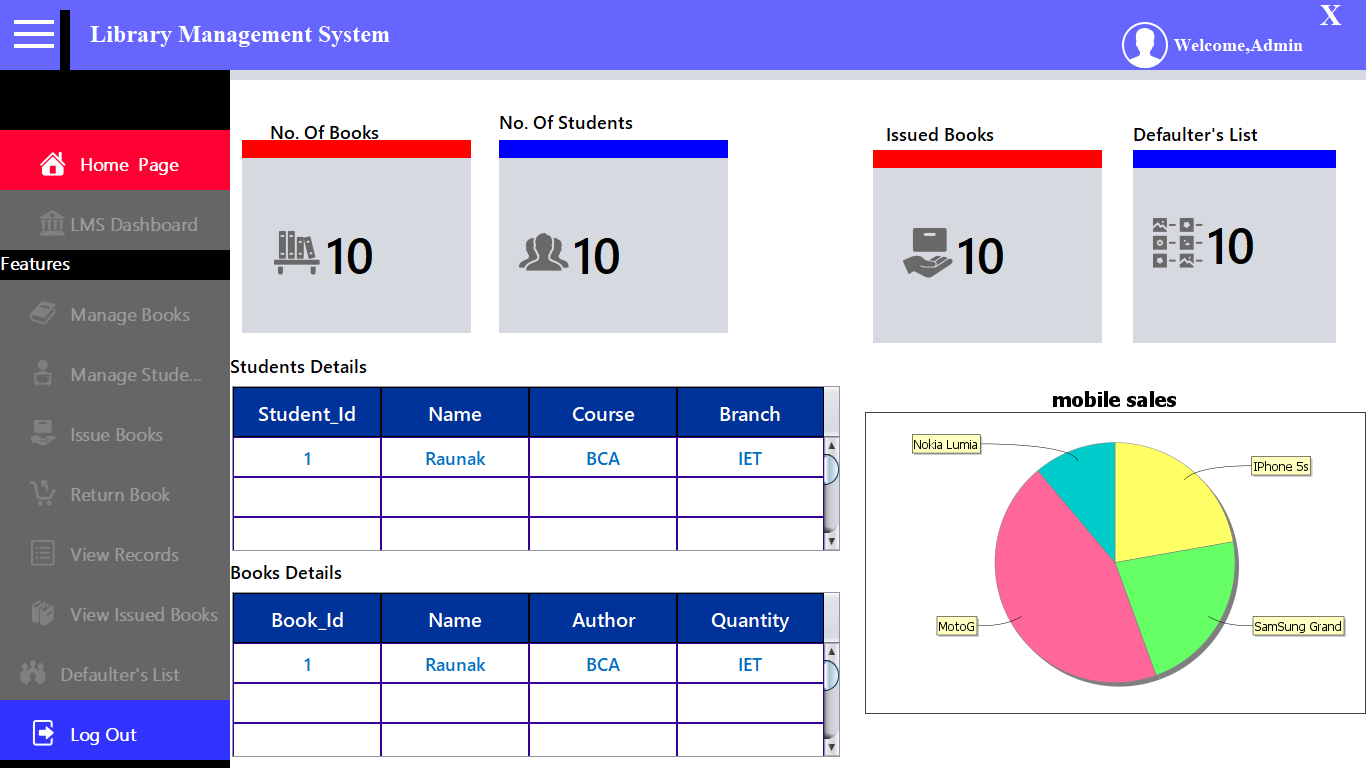 Library Management System
Welcome,Admin
X
Home Page
LMS Dashboard
Features
Manage Books
Manage Stude...
Issue Books
Return Book
View Records
View Issued Books
Defaulter's List
Log Out
No. Of Books
10
No. Of Students
10
Issued Books
10
Defaulter's List
10
Students Details
Student_Id Name Course Branch
1 Raunak BCA IET
Books Details
Book_Id Name Author Quantity
1 Raunak BCA IET
mobile sales
Nokia Lumia
IPhone 5s
MotoG
SamSung Grand